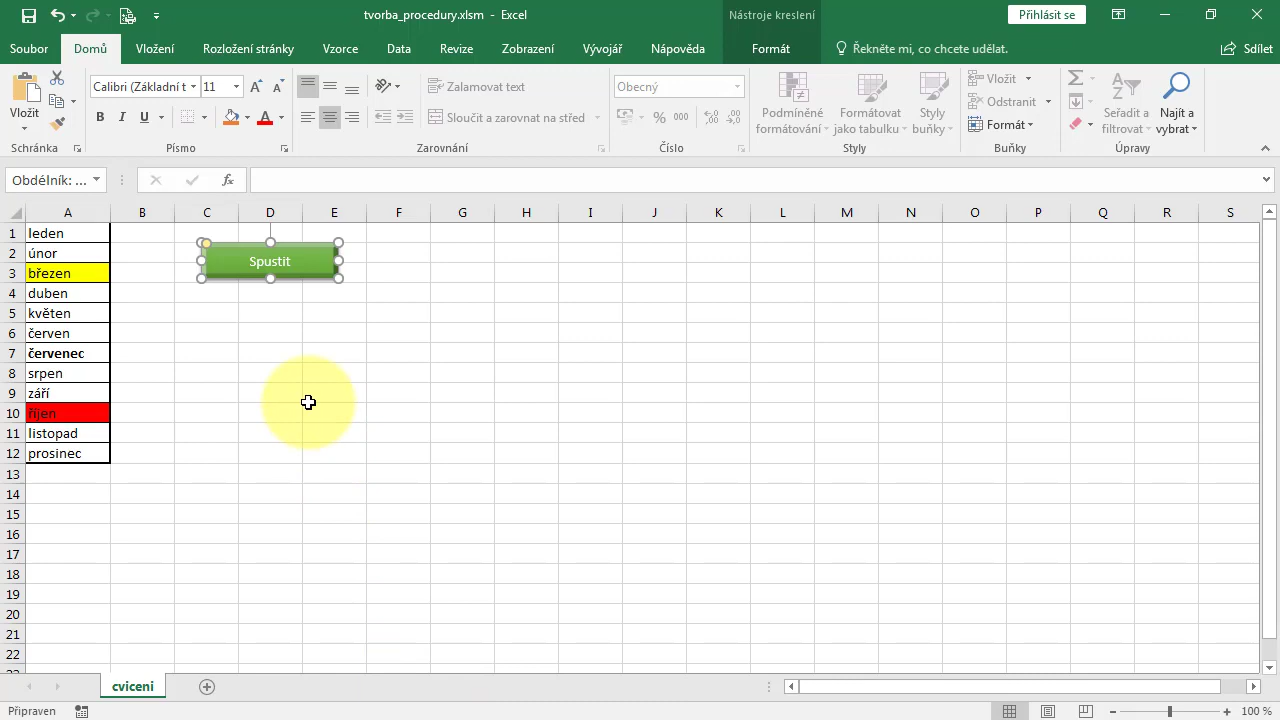 tvorba_procedury.xlsm - Excel
Nástroje kreslení
Přihlásit se
Soubor Domů Vložení Rozložení stránky Vzorce Data Revize Zobrazení Vývojář Nápověda Formát Řekněte mi, co chcete udělat. Sdílet
Vložit
Schránka
Calibri (Základní t 11
B I U A
Písmo
Zalamovat text
Sloučit a zarovnat na střed
Zarovnání
Obecný
% 000
Číslo
Podmíněné formátování
Formátovat jako tabulku
Styly buňky
Styly
Vložit
Odstranit
Formát
Buňky
Seřadit a filtrovat
Najít a vybrat
Úpravy
Obdélník: ... fx
A B C D E F G H I J K L M N O P Q R S
1 leden
2 únor
Spustit
3 březen
4 duben
5 květen
6 červen
7 červenec
8 srpen
9 září
10 říjen
11 listopad
12 prosinec
13
14
15
16
17
18
19
20
21
22
cviceni
Připraven
100 %